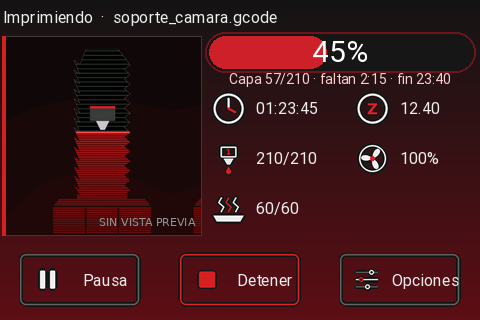 Imprimiendo · soporte_camara.gcode
45%
Capa 57/210 · faltan 2:15 · fin 23:40
01:23:45
Z 12.40
1 210/210
100%
60/60
SIN VISTA PREVIA
Pausa
Detener
Opciones